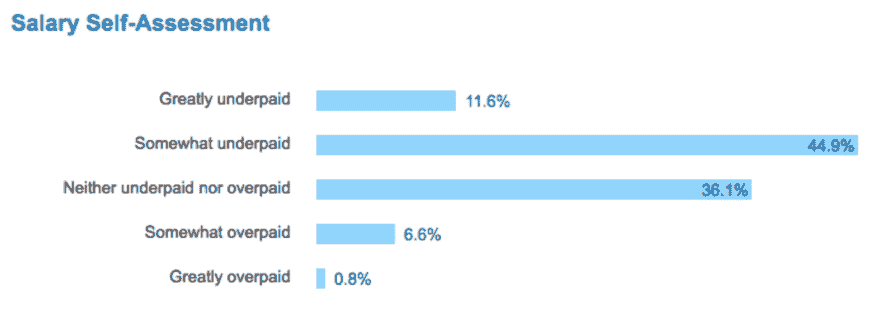 Salary Self-Assessment
Greatly underpaid 11.6%
Somewhat underpaid 44.9%
Neither underpaid nor overpaid 36.1%
Somewhat overpaid 6.6%
Greatly overpaid 0.8%